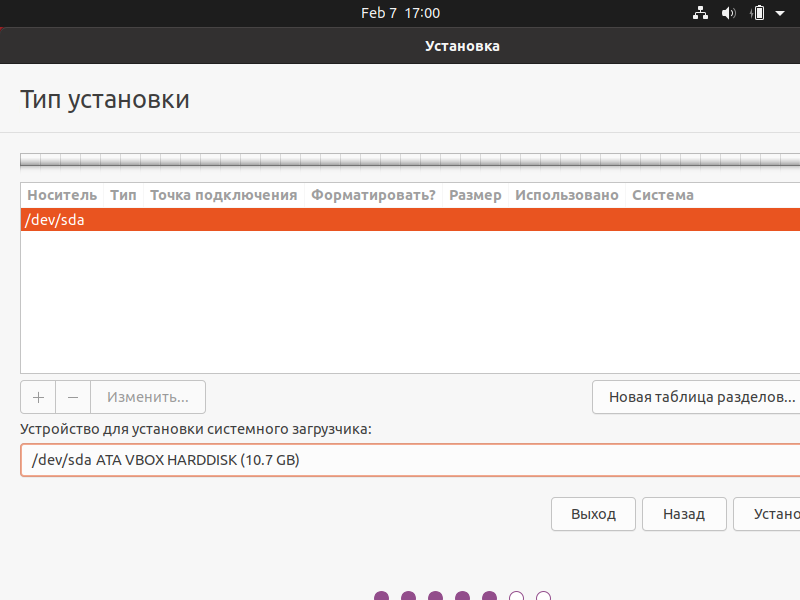 Feb 7 17:00
Установка
Тип установки
Носитель Тип Точка подключения Форматировать? Размер Использовано Система
/dev/sda
+ − Изменить... Новая таблица разделов...
Устройство для установки системного загрузчика:
/dev/sda ATA VBOX HARDDISK (10.7 GB)
Выход Назад Устано